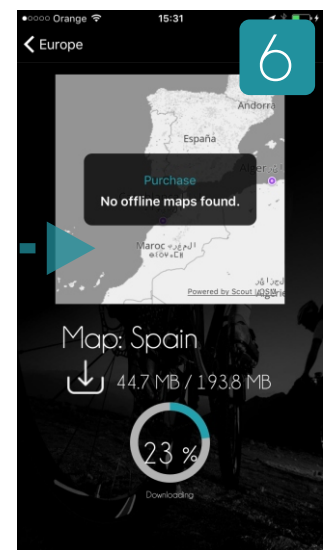 Orange 15:31
6
Europe
Andorra
España
Purchase
No offline maps found.
Maroc
Powered by Scout | OSM
Map: Spain
44.7 MB / 193.8 MB
23 %
Downloading